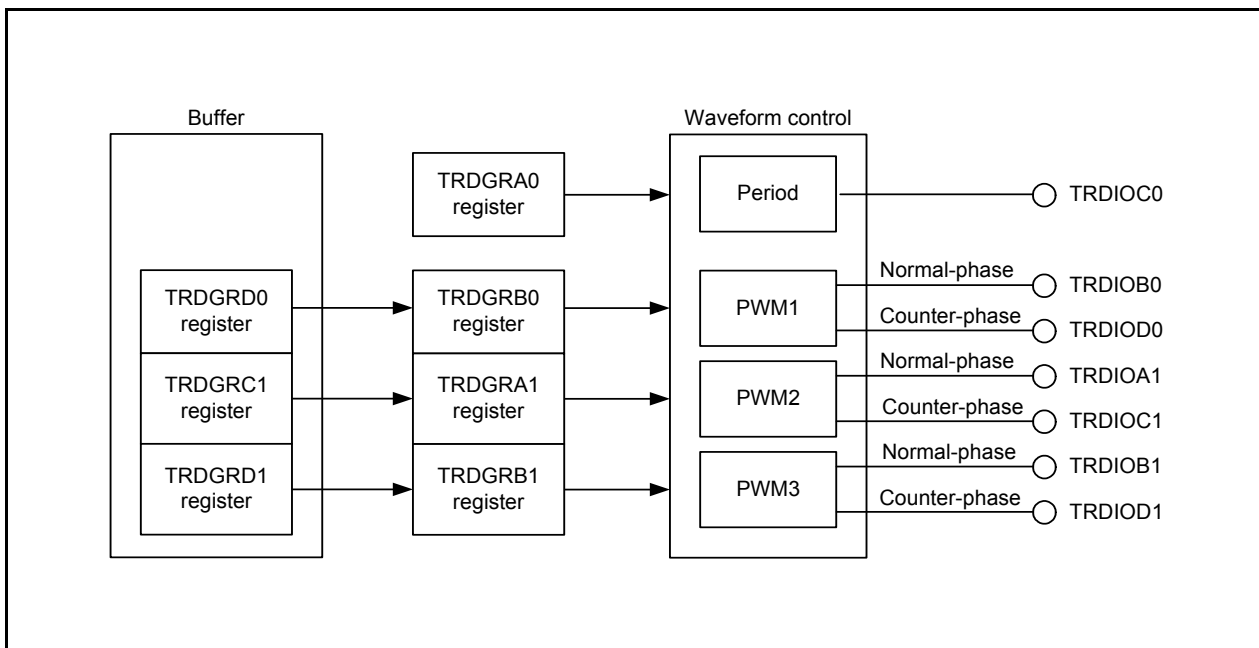 Buffer
Waveform control
TRDGRA0
register
Period
TRDIOC0
TRDGRD0
register
TRDGRB0
register
PWM1
Normal-phase
TRDIOB0
Counter-phase
TRDIOD0
TRDGRC1
register
TRDGRA1
register
PWM2
Normal-phase
TRDIOA1
Counter-phase
TRDIOC1
TRDGRD1
register
TRDGRB1
register
PWM3
Normal-phase
TRDIOB1
Counter-phase
TRDIOD1